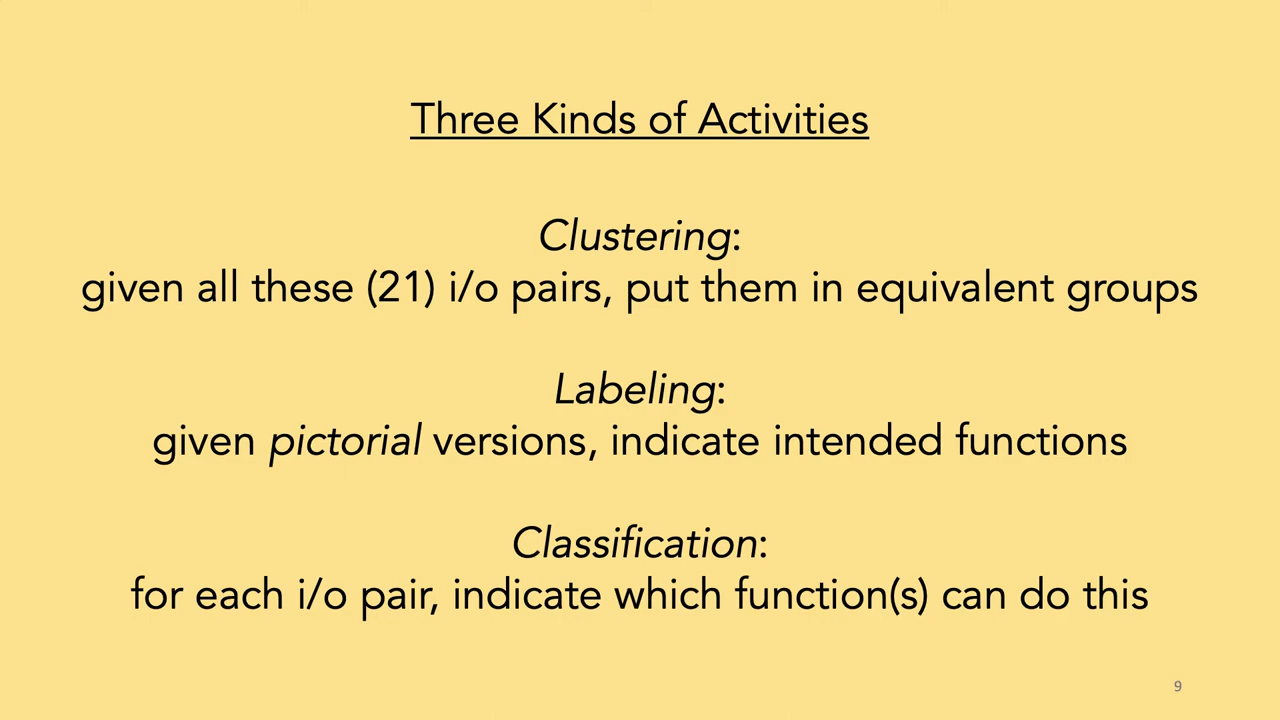 Three Kinds of Activities
Clustering:
given all these (21) i/o pairs, put them in equivalent groups
Labeling:
given pictorial versions, indicate intended functions
Classification:
for each i/o pair, indicate which function(s) can do this
9